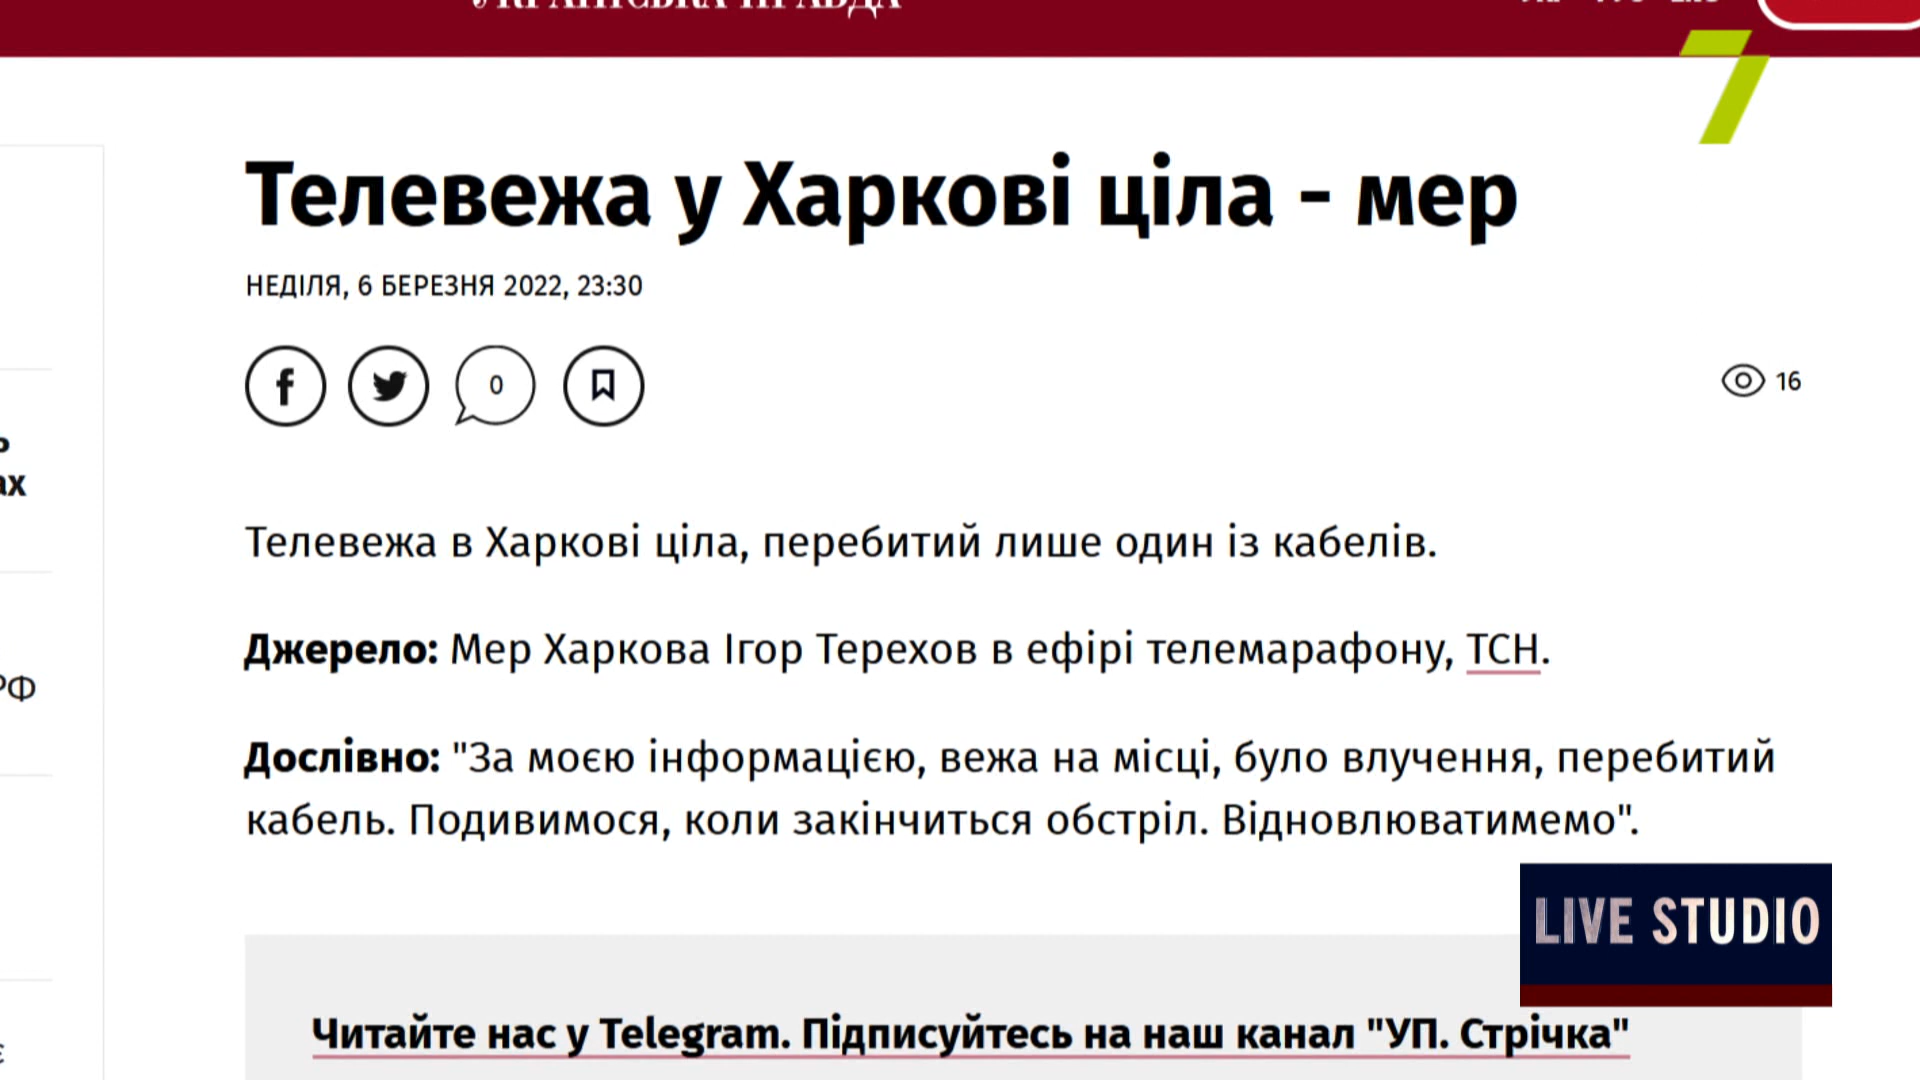 УКРАЇНСЬКА ПРАВДА
7
Телевежа у Харкові ціла - мер
НЕДІЛЯ, 6 БЕРЕЗНЯ 2022, 23:30
0
16
ах
РФ
Телевежа в Харкові ціла, перебитий лише один із кабелів.
Джерело: Мер Харкова Ігор Терехов в ефірі телемарафону, ТСН.
Дослівно: "За моєю інформацією, вежа на місці, було влучення, перебитий
кабель. Подивимося, коли закінчиться обстріл. Відновлюватимемо".
LIVE STUDIO
Читайте нас у Telegram. Підписуйтесь на наш канал "УП. Стрічка"